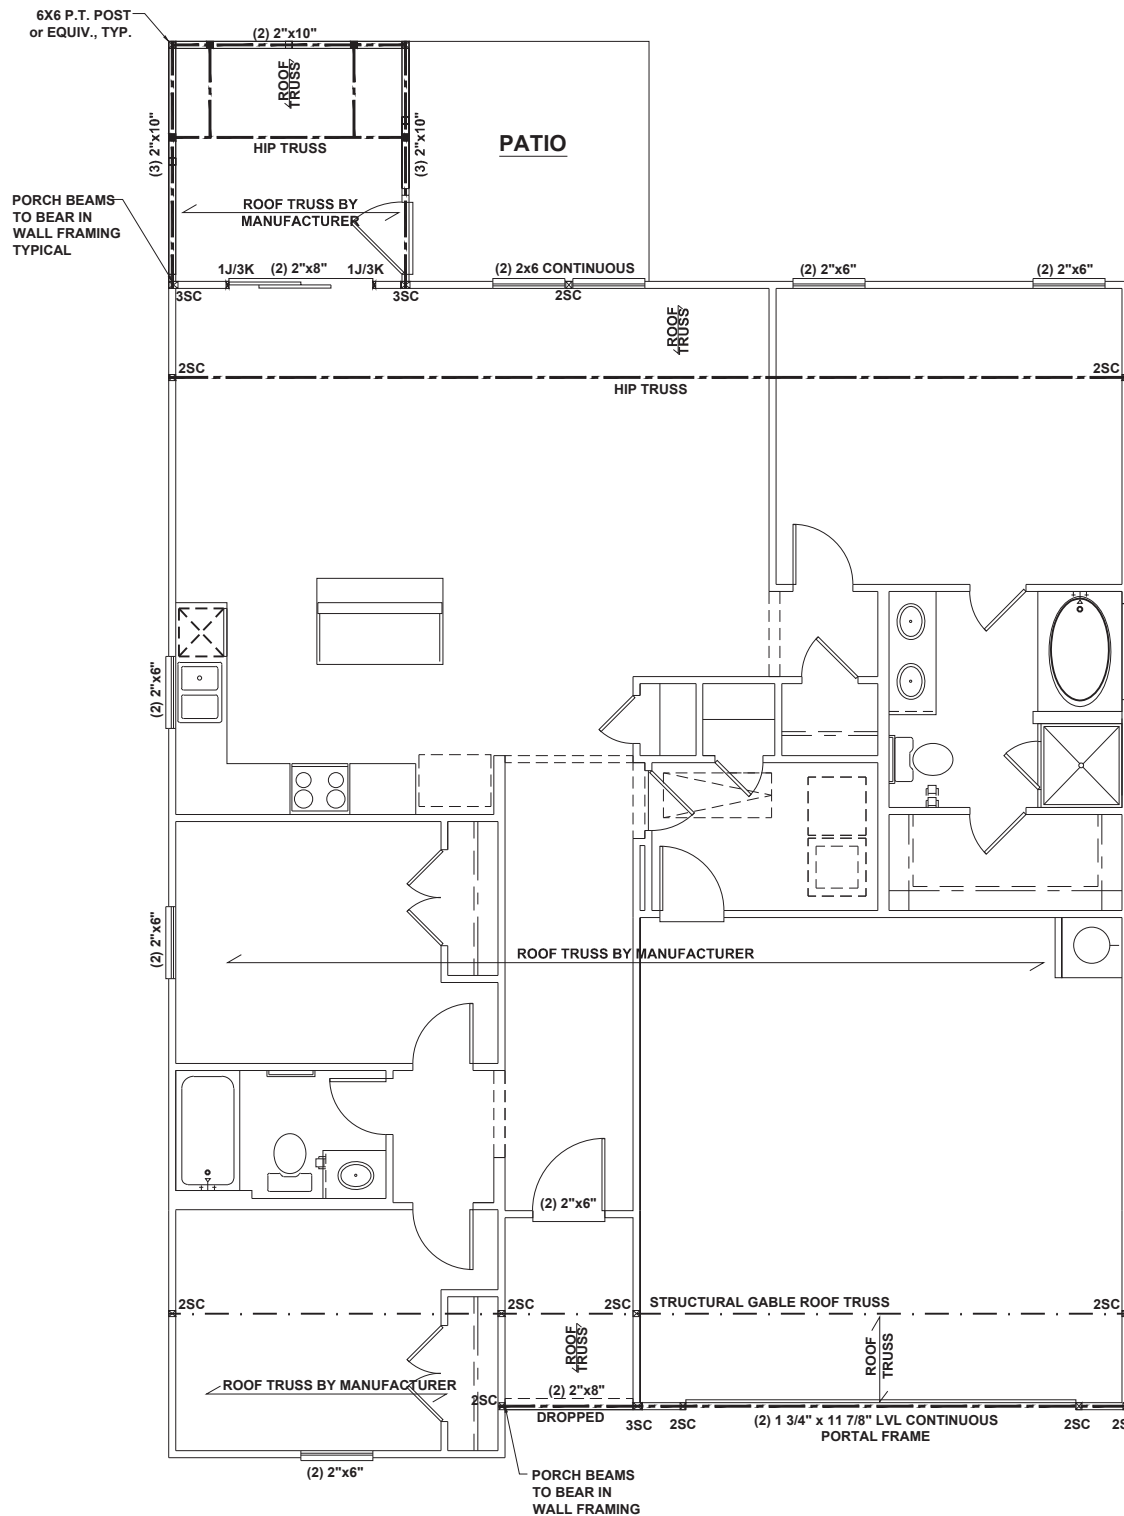 6X6 P.T. POST
or EQUIV., TYP.
(2) 2"x10"
ROOF
TRUSS
(3) 2"x10"
(3) 2"x10"
HIP TRUSS
PATIO
PORCH BEAMS
TO BEAR IN
WALL FRAMING
TYPICAL
ROOF TRUSS BY
MANUFACTURER
1J/3K
(2) 2"x8"
1J/3K
(2) 2x6 CONTINUOUS
(2) 2"x6"
(2) 2"x6"
3SC
3SC
2SC
ROOF
TRUSS
2SC
2SC
HIP TRUSS
(2) 2"x6"
(2) 2"x6"
ROOF TRUSS BY MANUFACTURER
(2) 2"x6"
2SC
2SC
2SC
STRUCTURAL GABLE ROOF TRUSS
2SC
ROOF
TRUSS
ROOF
TRUSS
ROOF TRUSS BY MANUFACTURER
2SC
(2) 2"x8"
DROPPED
3SC
2SC
(2) 1 3/4" x 11 7/8" LVL CONTINUOUS
PORTAL FRAME
2SC
(2) 2"x6"
PORCH BEAMS
TO BEAR IN
WALL FRAMING